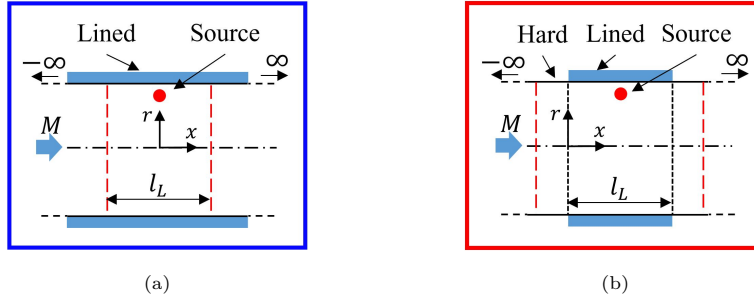 Lined Source
−∞ ∞
M r x
l_L
(a)
Hard Lined Source
−∞ ∞
M r x
l_L
(b)